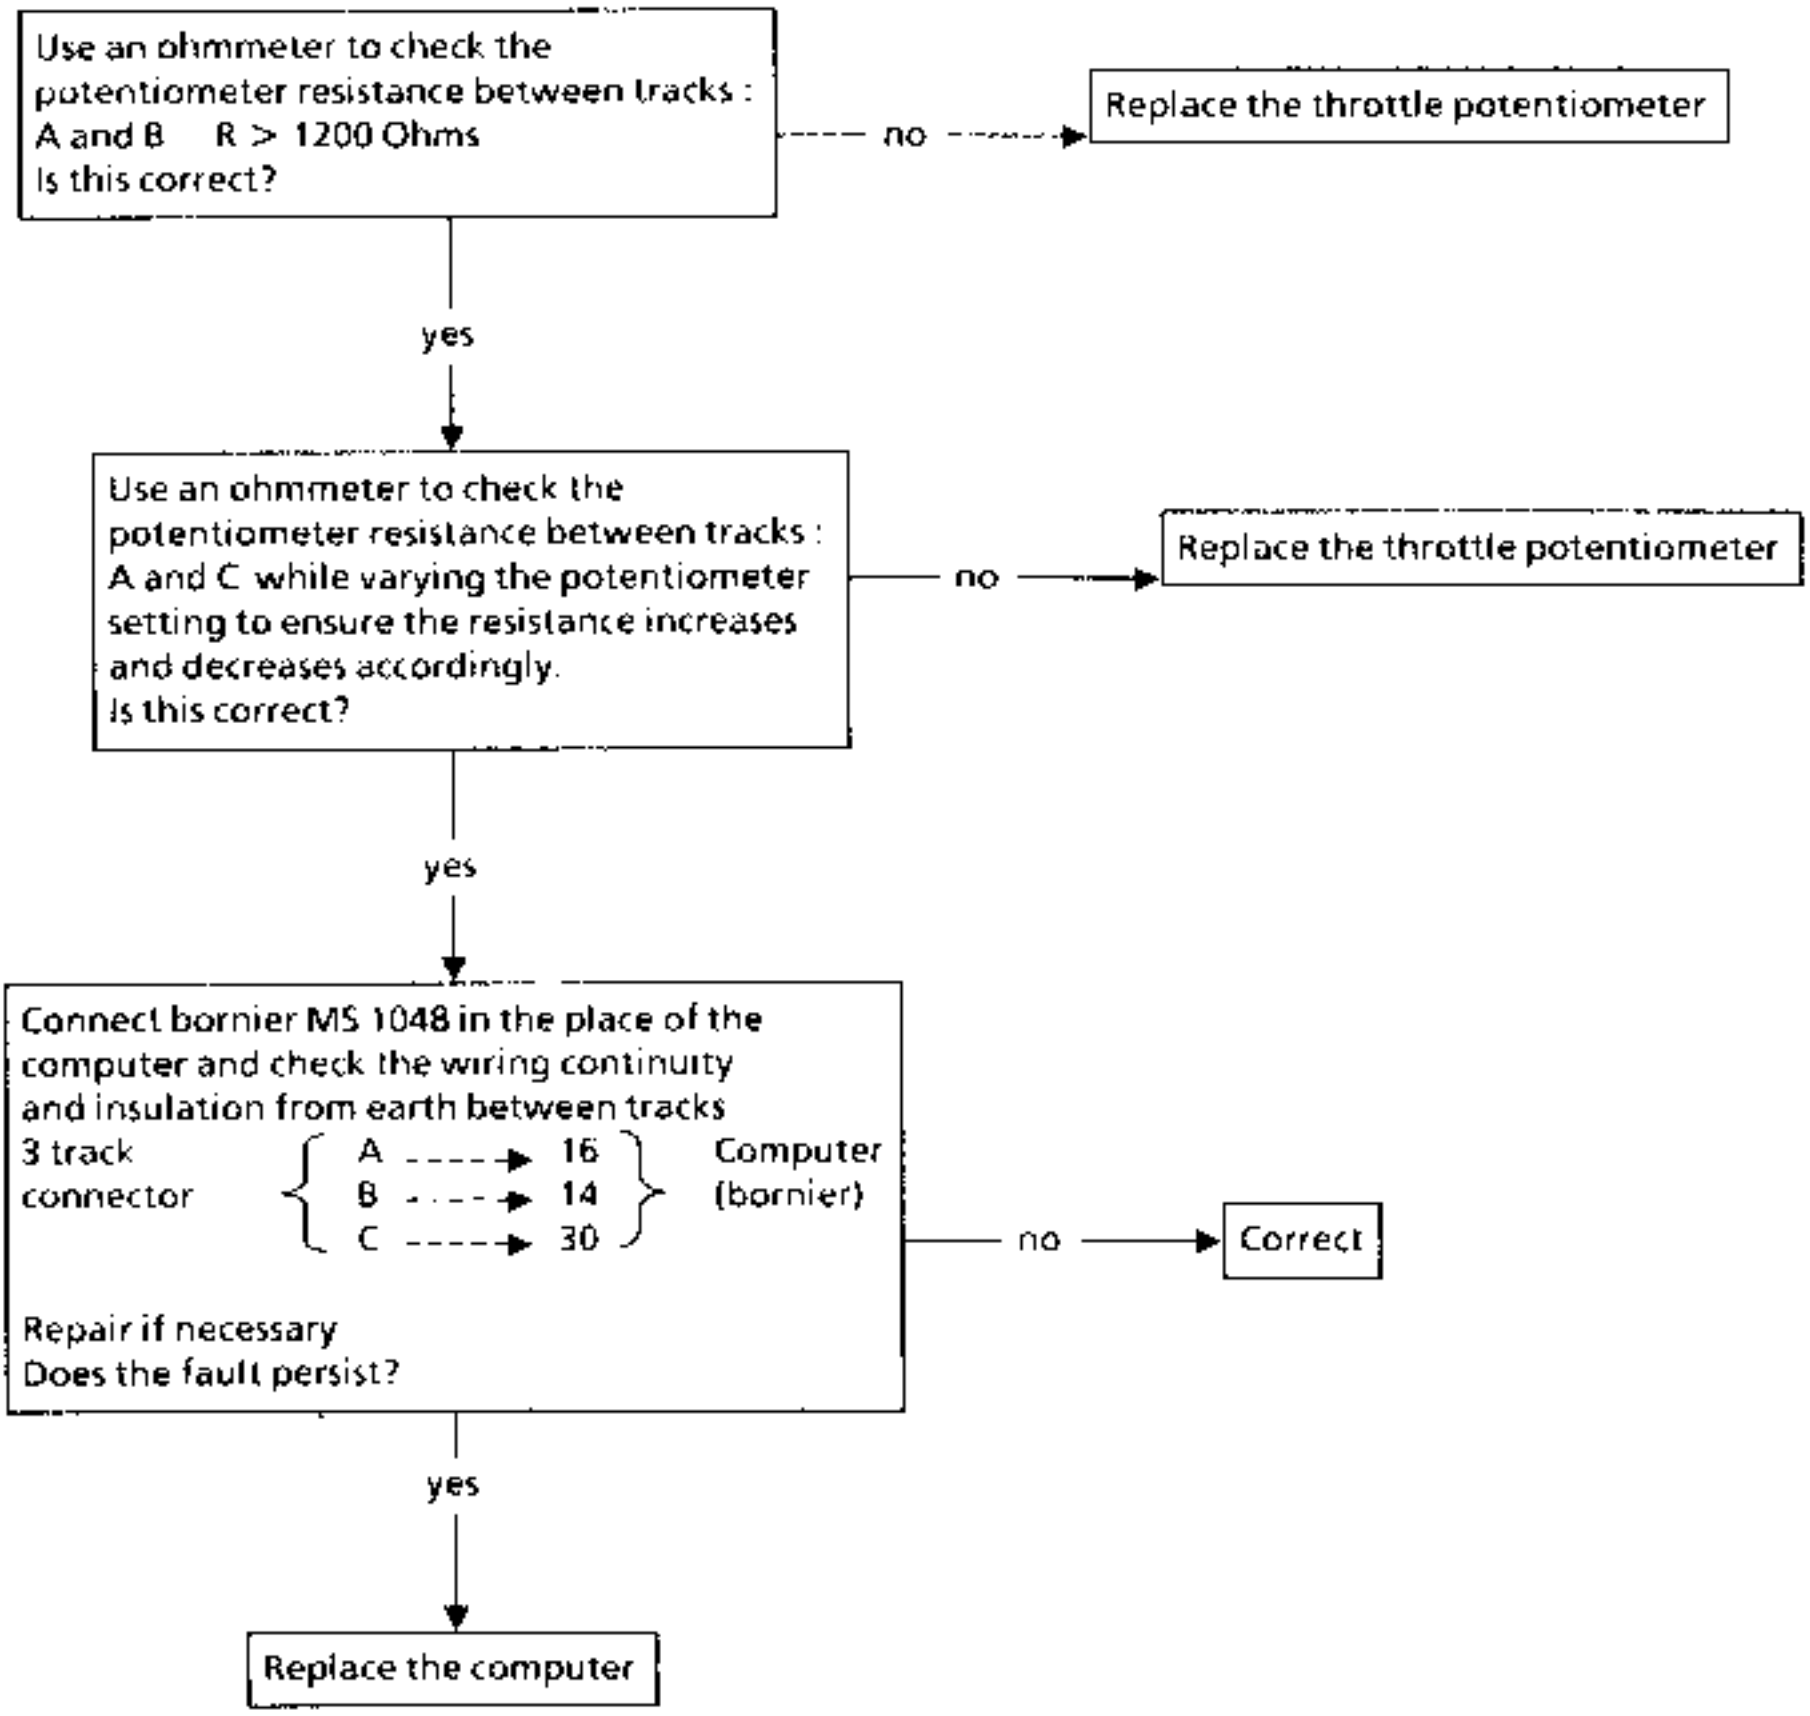 Use an ohmmeter to check the
potentiometer resistance between tracks :
A and B R > 1200 Ohms
Is this correct?
no
Replace the throttle potentiometer
yes
Use an ohmmeter to check the
potentiometer resistance between tracks :
A and C while varying the potentiometer
setting to ensure the resistance increases
and decreases accordingly.
Is this correct?
no
Replace the throttle potentiometer
yes
Connect bornier MS 1048 in the place of the
computer and check the wiring continuity
and insulation from earth between tracks
3 track { A 16 } Computer
connector B 14 (bornier)
C 30
Repair if necessary
Does the fault persist?
no
Correct
yes
Replace the computer